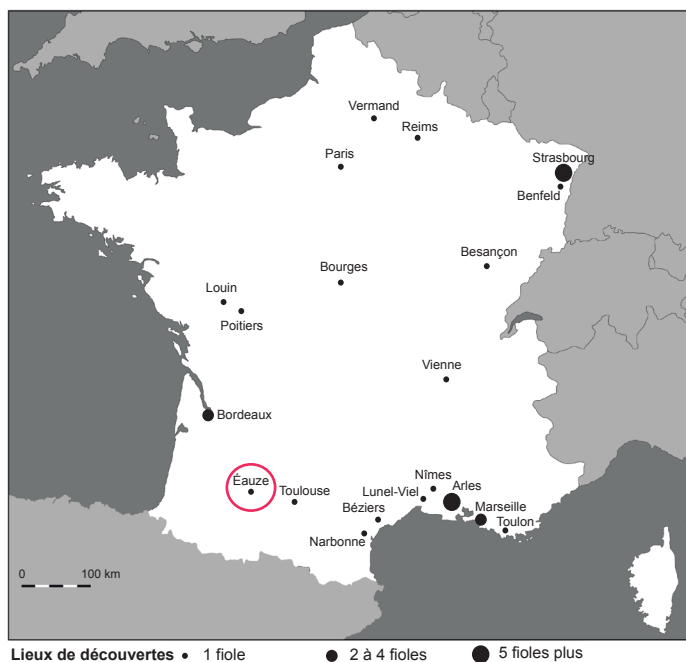 Vermand
Reims
Paris
Strasbourg
Benfeld
Besançon
Bourges
Louin
Poitiers
Vienne
Bordeaux
Éauze
Toulouse
Nîmes
Lunel-Viel
Arles
Béziers
Marseille
Toulon
Narbonne
0 100 km
Lieux de découvertes 1 fiole 2 à 4 fioles 5 fioles plus